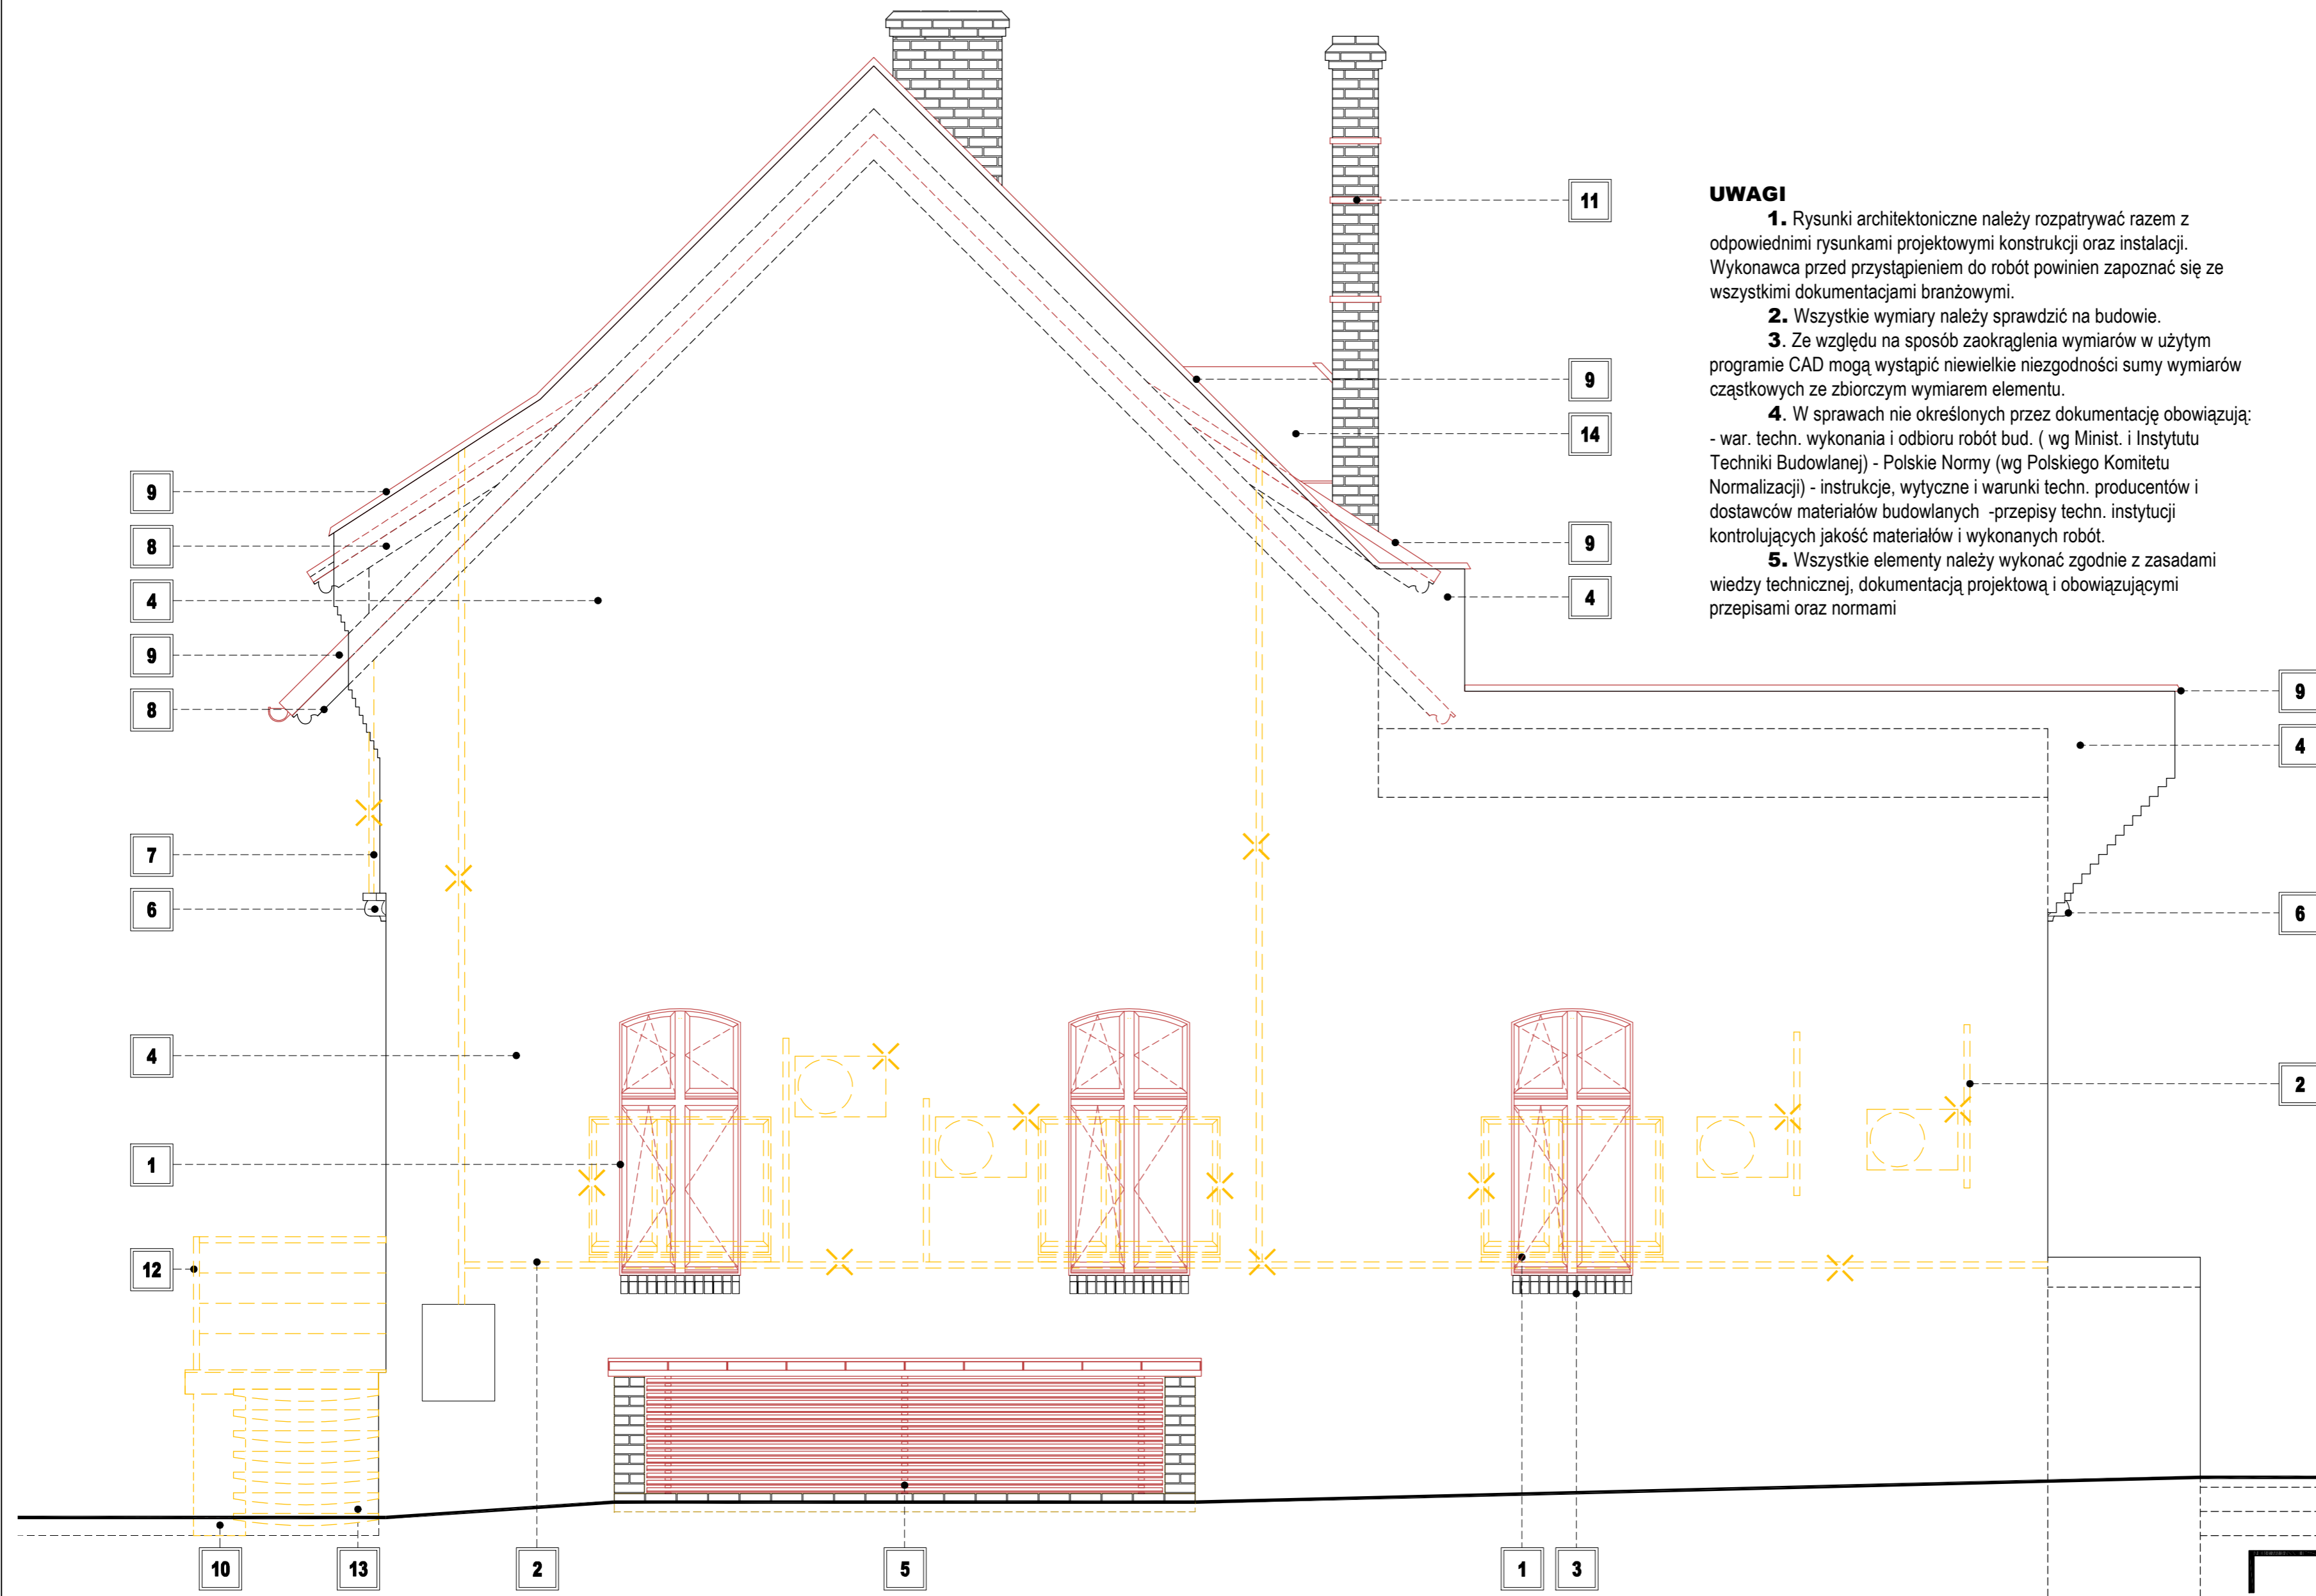 UWAGI
1. Rysunki architektoniczne należy rozpatrywać razem z
odpowiednimi rysunkami projektowymi konstrukcji oraz instalacji.
Wykonawca przed przystąpieniem do robót powinien zapoznać się ze
wszystkimi dokumentacjami branżowymi.
2. Wszystkie wymiary należy sprawdzić na budowie.
3. Ze względu na sposób zaokrąglenia wymiarów w użytym
programie CAD mogą wystąpić niewielkie niezgodności sumy wymiarów
cząstkowych ze zbiorczym wymiarem elementu.
4. W sprawach nie określonych przez dokumentację obowiązują:
- war. techn. wykonania i odbioru robót bud. ( wg Minist. i Instytutu
Techniki Budowlanej) - Polskie Normy (wg Polskiego Komitetu
Normalizacji) - instrukcje, wytyczne i warunki techn. producentów i
dostawców materiałów budowlanych -przepisy techn. instytucji
kontrolujących jakość materiałów i wykonanych robót.
5. Wszystkie elementy należy wykonać zgodnie z zasadami
wiedzy technicznej, dokumentacją projektową i obowiązującymi
przepisami oraz normami
11
9
14
9
4
9
8
4
9
8
7
6
4
1
12
9
4
6
2
10
13
2
5
1
3